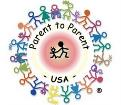 Parent to Parent
- USA -
®